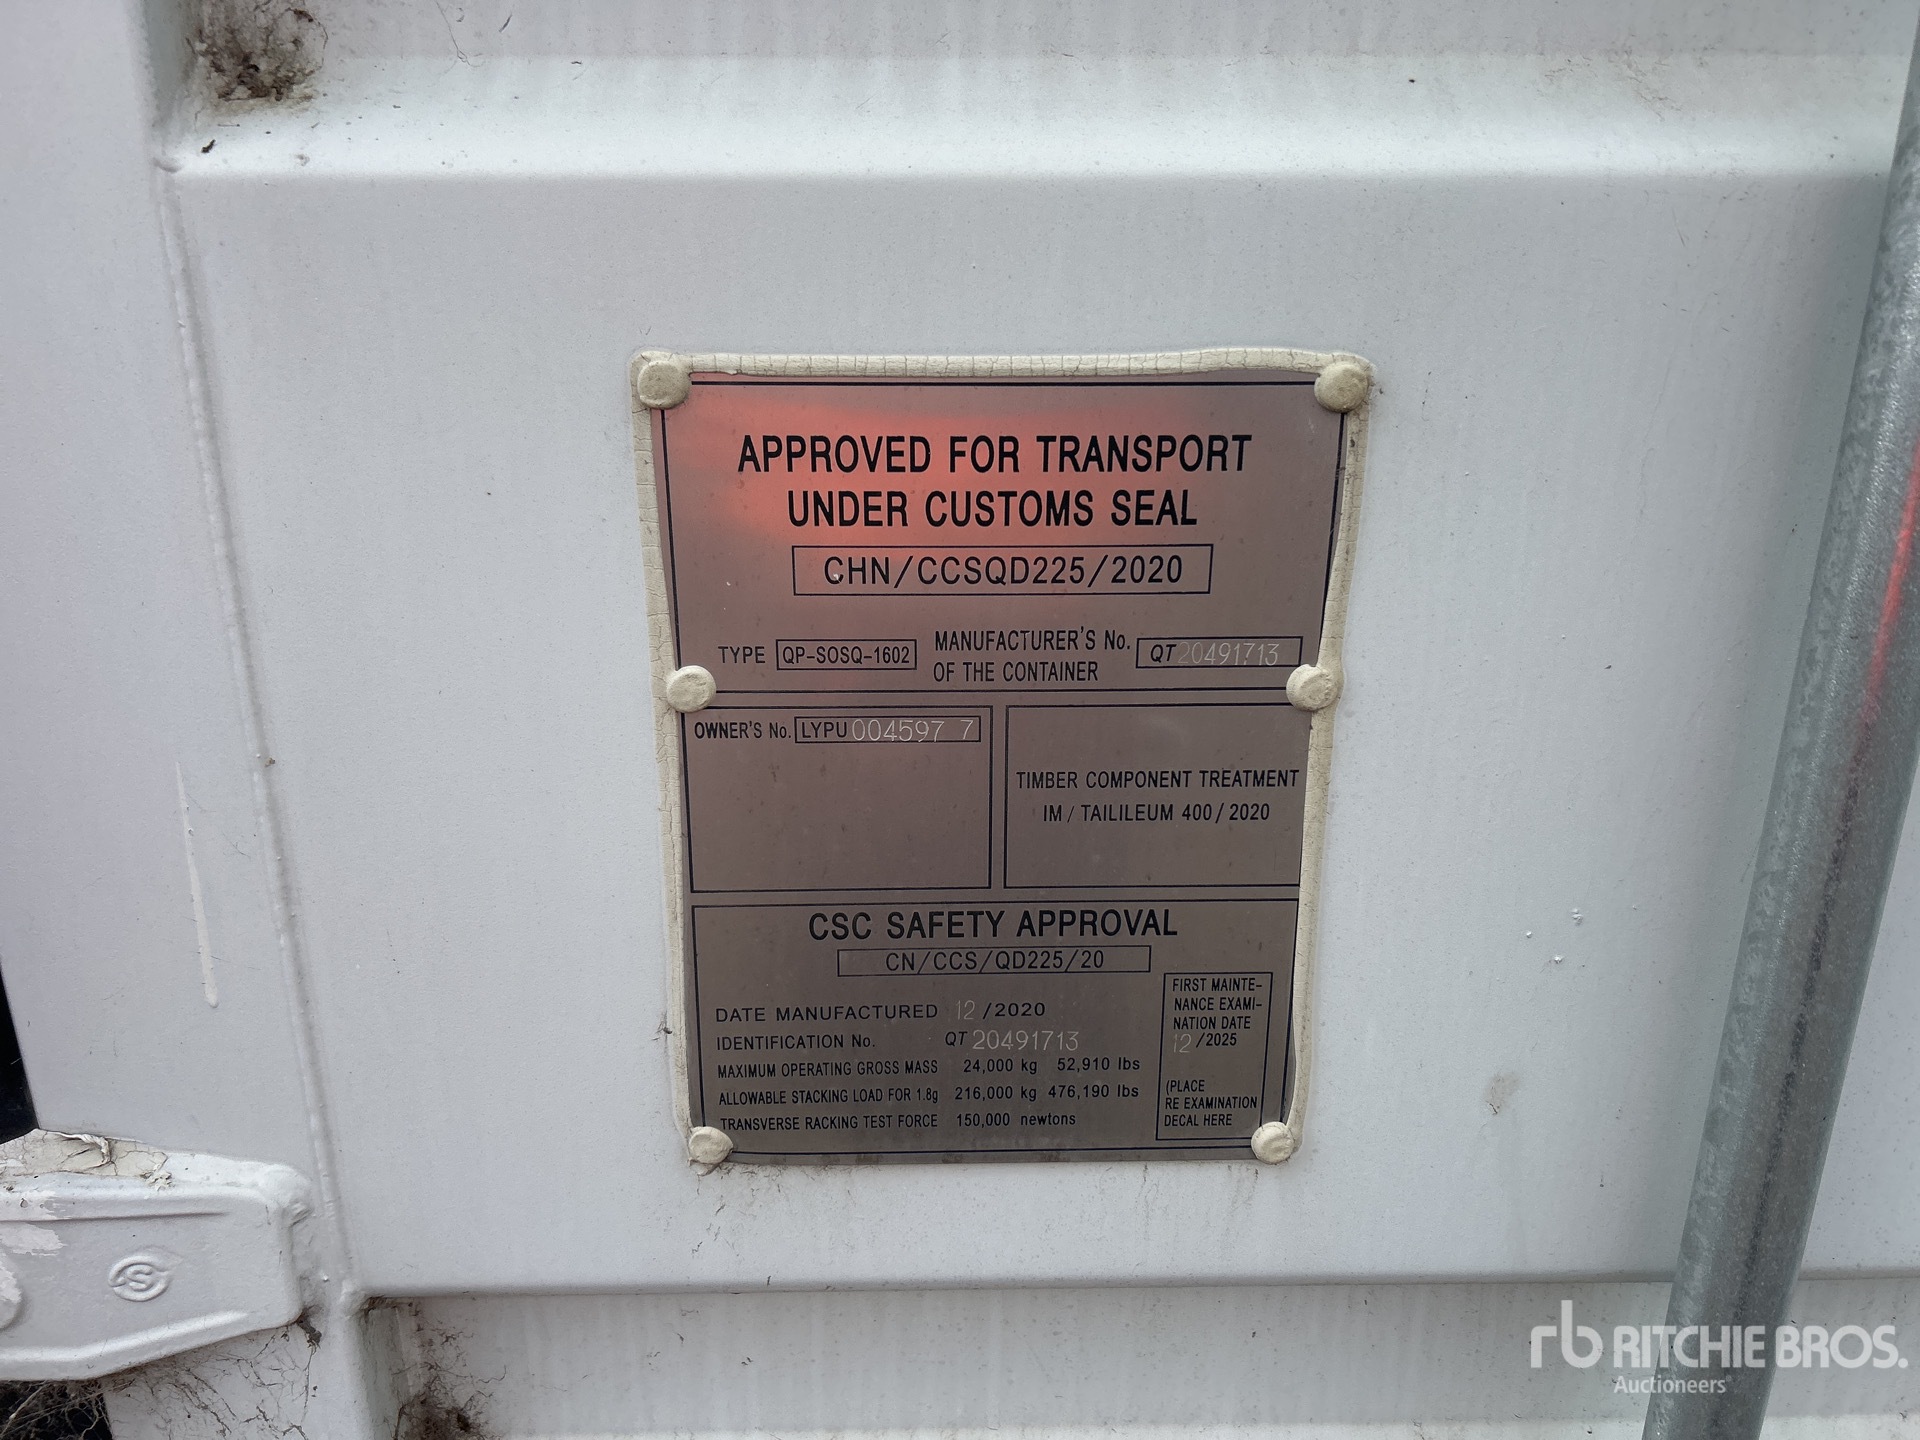 APPROVED FOR TRANSPORT
UNDER CUSTOMS SEAL
CHN/CCSQD225/2020
TYPE QP-SOSQ-1602 MANUFACTURER'S No. OF THE CONTAINER QT20491713
OWNER'S No. LYPU 004597 7
TIMBER COMPONENT TREATMENT
IM / TAILILEUM 400 / 2020
CSC SAFETY APPROVAL
CN/CCS/QD225/20
DATE MANUFACTURED 12 /2020
IDENTIFICATION No. QT 20491713
MAXIMUM OPERATING GROSS MASS 24,000 kg 52,910 lbs
ALLOWABLE STACKING LOAD FOR 1.8g 216,000 kg 476,190 lbs
TRANSVERSE RACKING TEST FORCE 150,000 newtons
FIRST MAINTE-
NANCE EXAMI-
NATION DATE
12 /2025
(PLACE
RE EXAMINATION
DECAL HERE
S
rb RITCHIE BROS.
Auctioneers